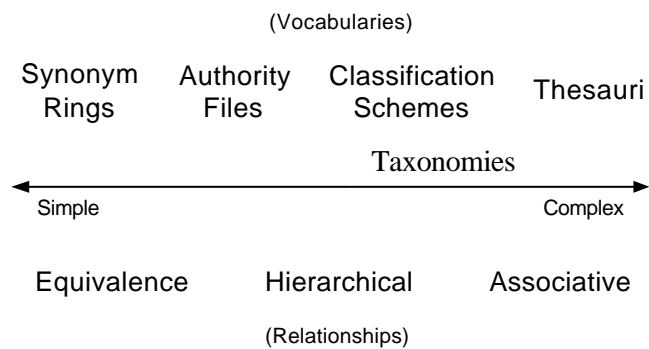 (Vocabularies)
Synonym Rings
Authority Files
Classification Schemes
Thesauri
Taxonomies
Simple
Complex
Equivalence
Hierarchical
Associative
(Relationships)